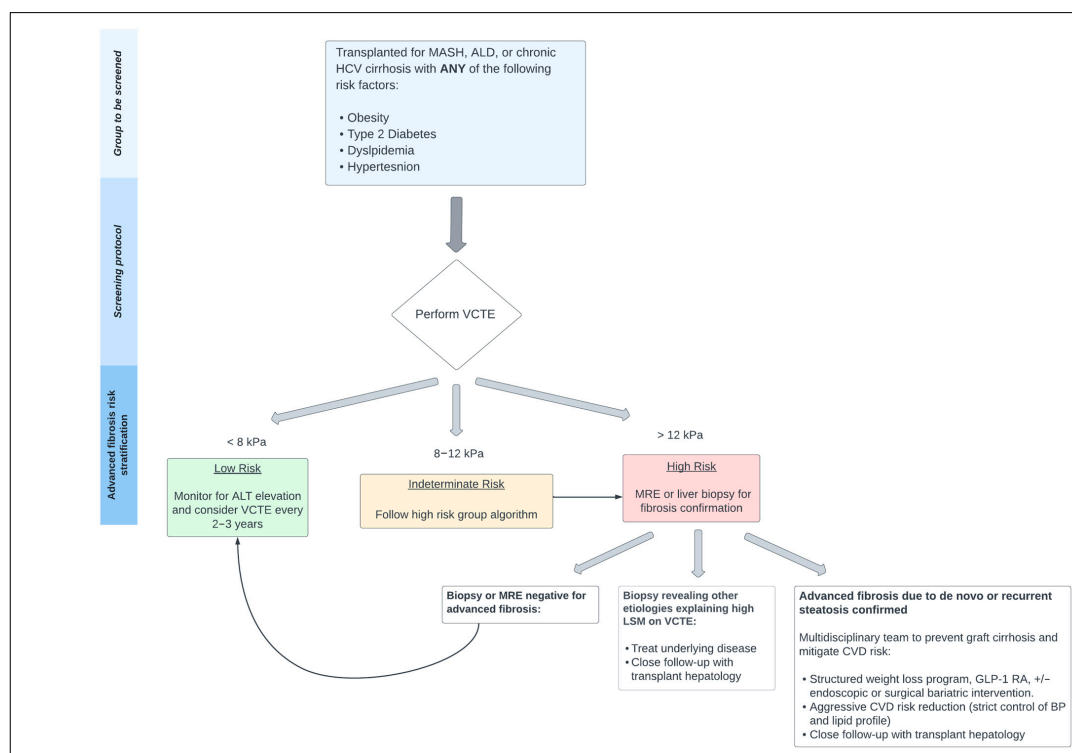 Group to be screened
Transplanted for MASH, ALD, or chronic
HCV cirrhosis with ANY of the following
risk factors:
• Obesity
• Type 2 Diabetes
• Dyslpidemia
• Hypertesnion
Screening protocol
Perform VCTE
Advanced fibrosis risk
stratification
< 8 kPa
Low Risk
Monitor for ALT elevation
and consider VCTE every
2−3 years
8−12 kPa
Indeterminate Risk
Follow high risk group algorithm
> 12 kPa
High Risk
MRE or liver biopsy for
fibrosis confirmation
Biopsy or MRE negative for
advanced fibrosis:
Biopsy revealing other
etiologies explaining high
LSM on VCTE:
• Treat underlying disease
• Close follow-up with
transplant hepatology
Advanced fibrosis due to de novo or recurrent
steatosis confirmed
Multidisciplinary team to prevent graft cirrhosis and
mitigate CVD risk:
• Structured weight loss program, GLP-1 RA, +/−
endoscopic or surgical bariatric intervention.
• Aggressive CVD risk reduction (strict control of BP
and lipid profile)
• Close follow-up with transplant hepatology